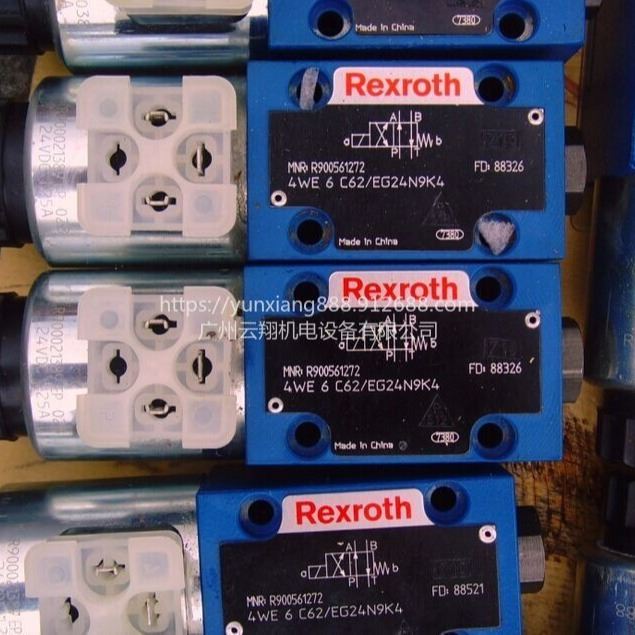 Made in China
7380
Rexroth
A B
a b
P T
MNR: R900561272
FD: 88326
4WE 6 C62/EG24N9K4
Made in China
7380
Rexroth
https://yunxiang888.912688.com
广州云翔机电设备有限公司
A B
P T
MNR: R900561272
FD: 88326
4WE 6 C62/EG24N9K4
Made in China
7380
Rexroth
A B
a b
P T
MNR: R900561272
FD: 88521
4WE 6 C62/EG24N9K4